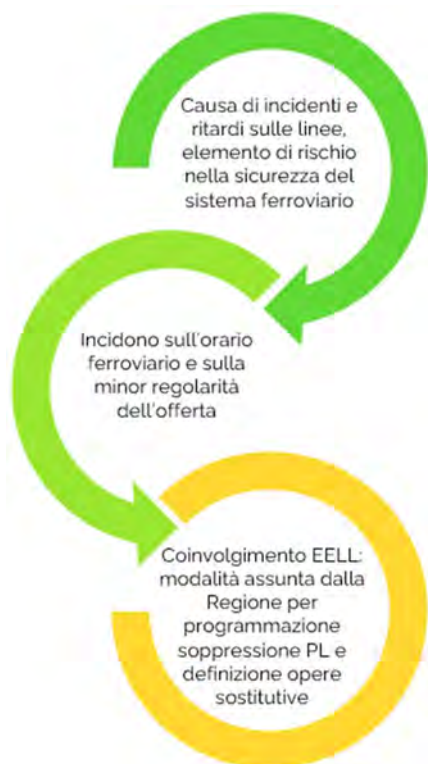 Causa di incidenti e
ritardi sulle linee,
elemento di rischio
nella sicurezza del
sistema ferroviario
Incidono sull'orario
ferroviario e sulla
minor regolarità
dell'offerta
Coinvolgimento EELL:
modalità assunta dalla
Regione per
programmazione
soppressione PL e
definizione opere
sostitutive